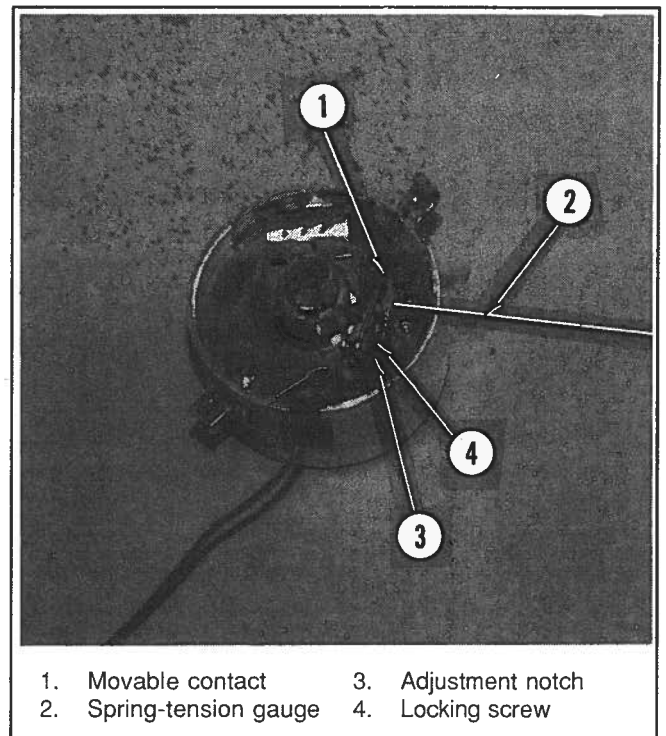 1
2
4
3
1. Movable contact 3. Adjustment notch
2. Spring-tension gauge 4. Locking screw